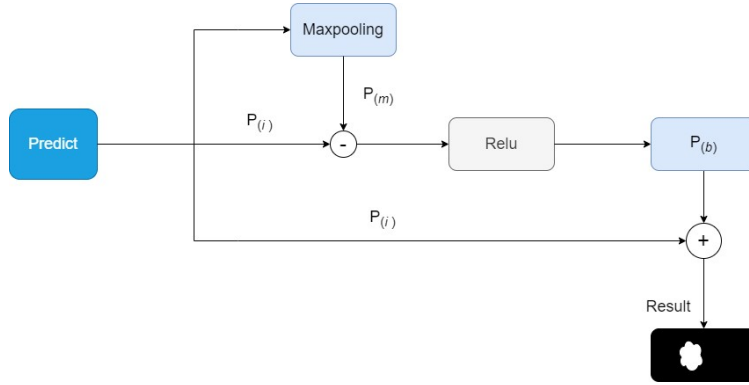 Maxpooling
P(m)
P(i)
Predict
-
Relu
P(b)
P(i)
+
Result